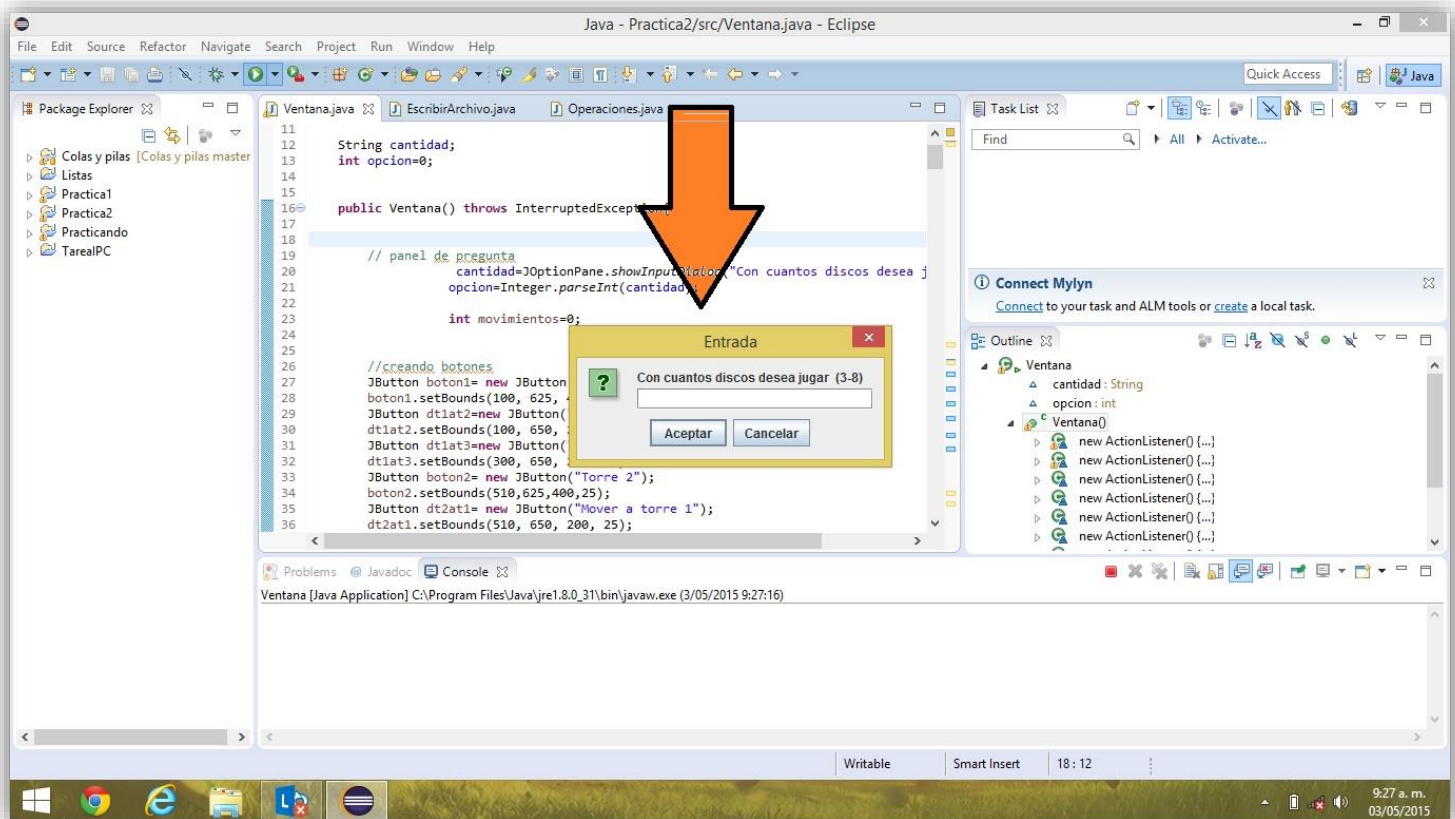 Java - Practica2/src/Ventana.java - Eclipse
File Edit Source Refactor Navigate Search Project Run Window Help
Quick Access
Java
Package Explorer
Colas y pilas [Colas y pilas master
Listas
Practica1
Practica2
Practicando
TareaIPC
Ventana.java EscribirArchivo.java Operaciones.java
11
12 String cantidad;
13 int opcion=0;
14
15
16 public Ventana() throws InterruptedException{
17
18
19 // panel de pregunta
20 cantidad=JOptionPane.showInputDialog("Con cuantos discos desea j
21 opcion=Integer.parseInt(cantidad);
22
23 int movimientos=0;
24
25
26 //creando botones
27 JButton boton1= new JButton
28 boton1.setBounds(100, 625,
29 JButton dt1at2=new JButton(
30 dt1at2.setBounds(100, 650,
31 JButton dt1at3=new JButton(
32 dt1at3.setBounds(300, 650,
33 JButton boton2= new JButton("Torre 2");
34 boton2.setBounds(510,625,400,25);
35 JButton dt2at1= new JButton("Mover a torre 1");
36 dt2at1.setBounds(510, 650, 200, 25);
Entrada
Con cuantos discos desea jugar (3-8)
Aceptar Cancelar
Task List
Find All Activate...
Connect Mylyn
Connect to your task and ALM tools or create a local task.
Outline
Ventana
cantidad : String
opcion : int
Ventana()
new ActionListener() {...}
new ActionListener() {...}
new ActionListener() {...}
new ActionListener() {...}
new ActionListener() {...}
new ActionListener() {...}
Problems @ Javadoc Console
Ventana [Java Application] C:\Program Files\Java\jre1.8.0_31\bin\javaw.exe (3/05/2015 9:27:16)
Writable Smart Insert 18 : 12
9:27 a. m.
03/05/2015